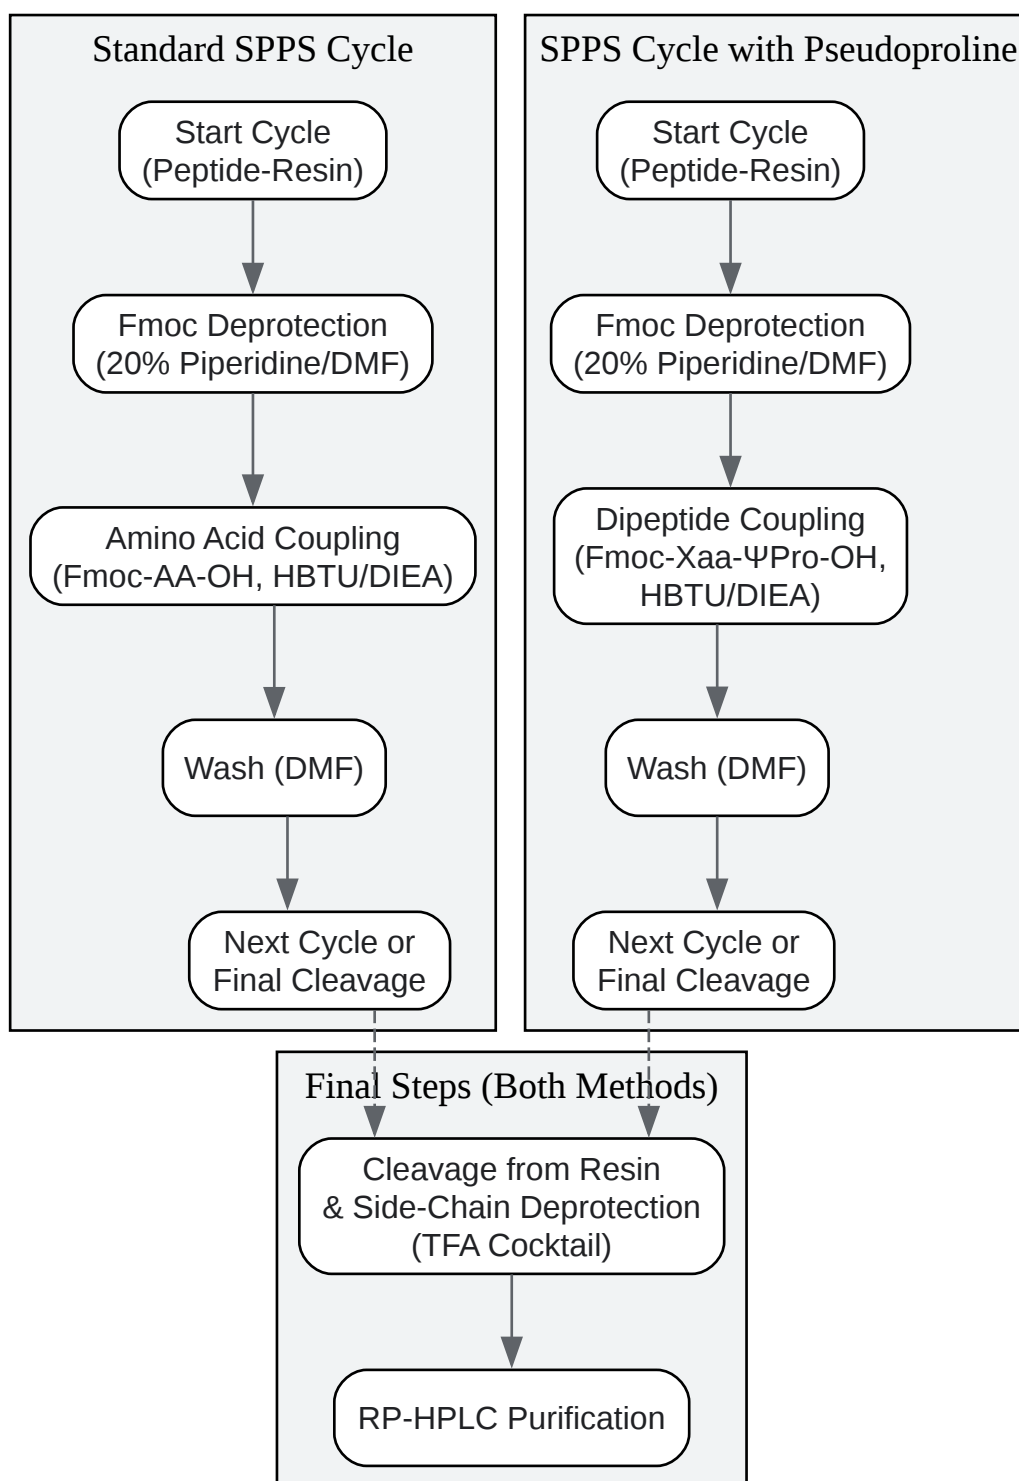 Standard SPPS Cycle
Start Cycle
(Peptide-Resin)
Fmoc Deprotection
(20% Piperidine/DMF)
Amino Acid Coupling
(Fmoc-AA-OH, HBTU/DIEA)
Wash (DMF)
Next Cycle or
Final Cleavage
SPPS Cycle with Pseudoproline
Start Cycle
(Peptide-Resin)
Fmoc Deprotection
(20% Piperidine/DMF)
Dipeptide Coupling
(Fmoc-Xaa-ΨPro-OH,
HBTU/DIEA)
Wash (DMF)
Next Cycle or
Final Cleavage
Final Steps (Both Methods)
Cleavage from Resin
& Side-Chain Deprotection
(TFA Cocktail)
RP-HPLC Purification